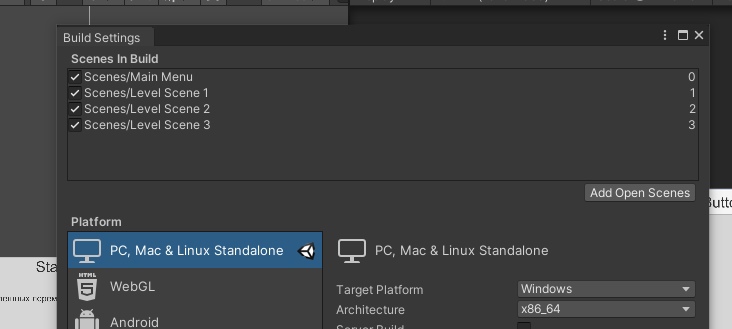 Build Settings
Scenes In Build
Scenes/Main Menu 0
Scenes/Level Scene 1 1
Scenes/Level Scene 2 2
Scenes/Level Scene 3 3
Add Open Scenes
Platform
PC, Mac & Linux Standalone
PC, Mac & Linux Standalone
Sta
HTML
WebGL
Target Platform Windows
Architecture x86_64
Android
Server Build